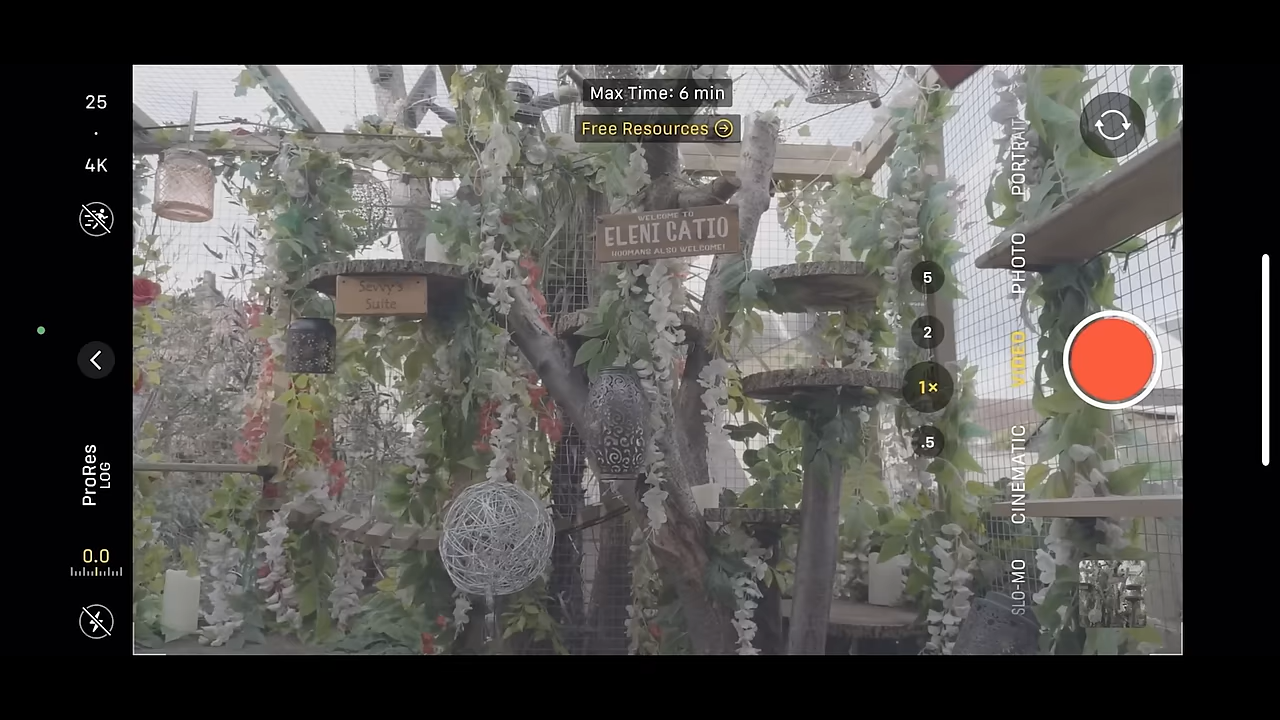 25
4K
ProRes
LOG
0.0
Max Time: 6 min
Free Resources
WELCOME TO
ELENI CATIO
HOOMANS ALSO WELCOME!
Sevvy's
Suite
5
2
1×
.5
PORTRAIT
PHOTO
VIDEO
CINEMATIC
SLO-MO